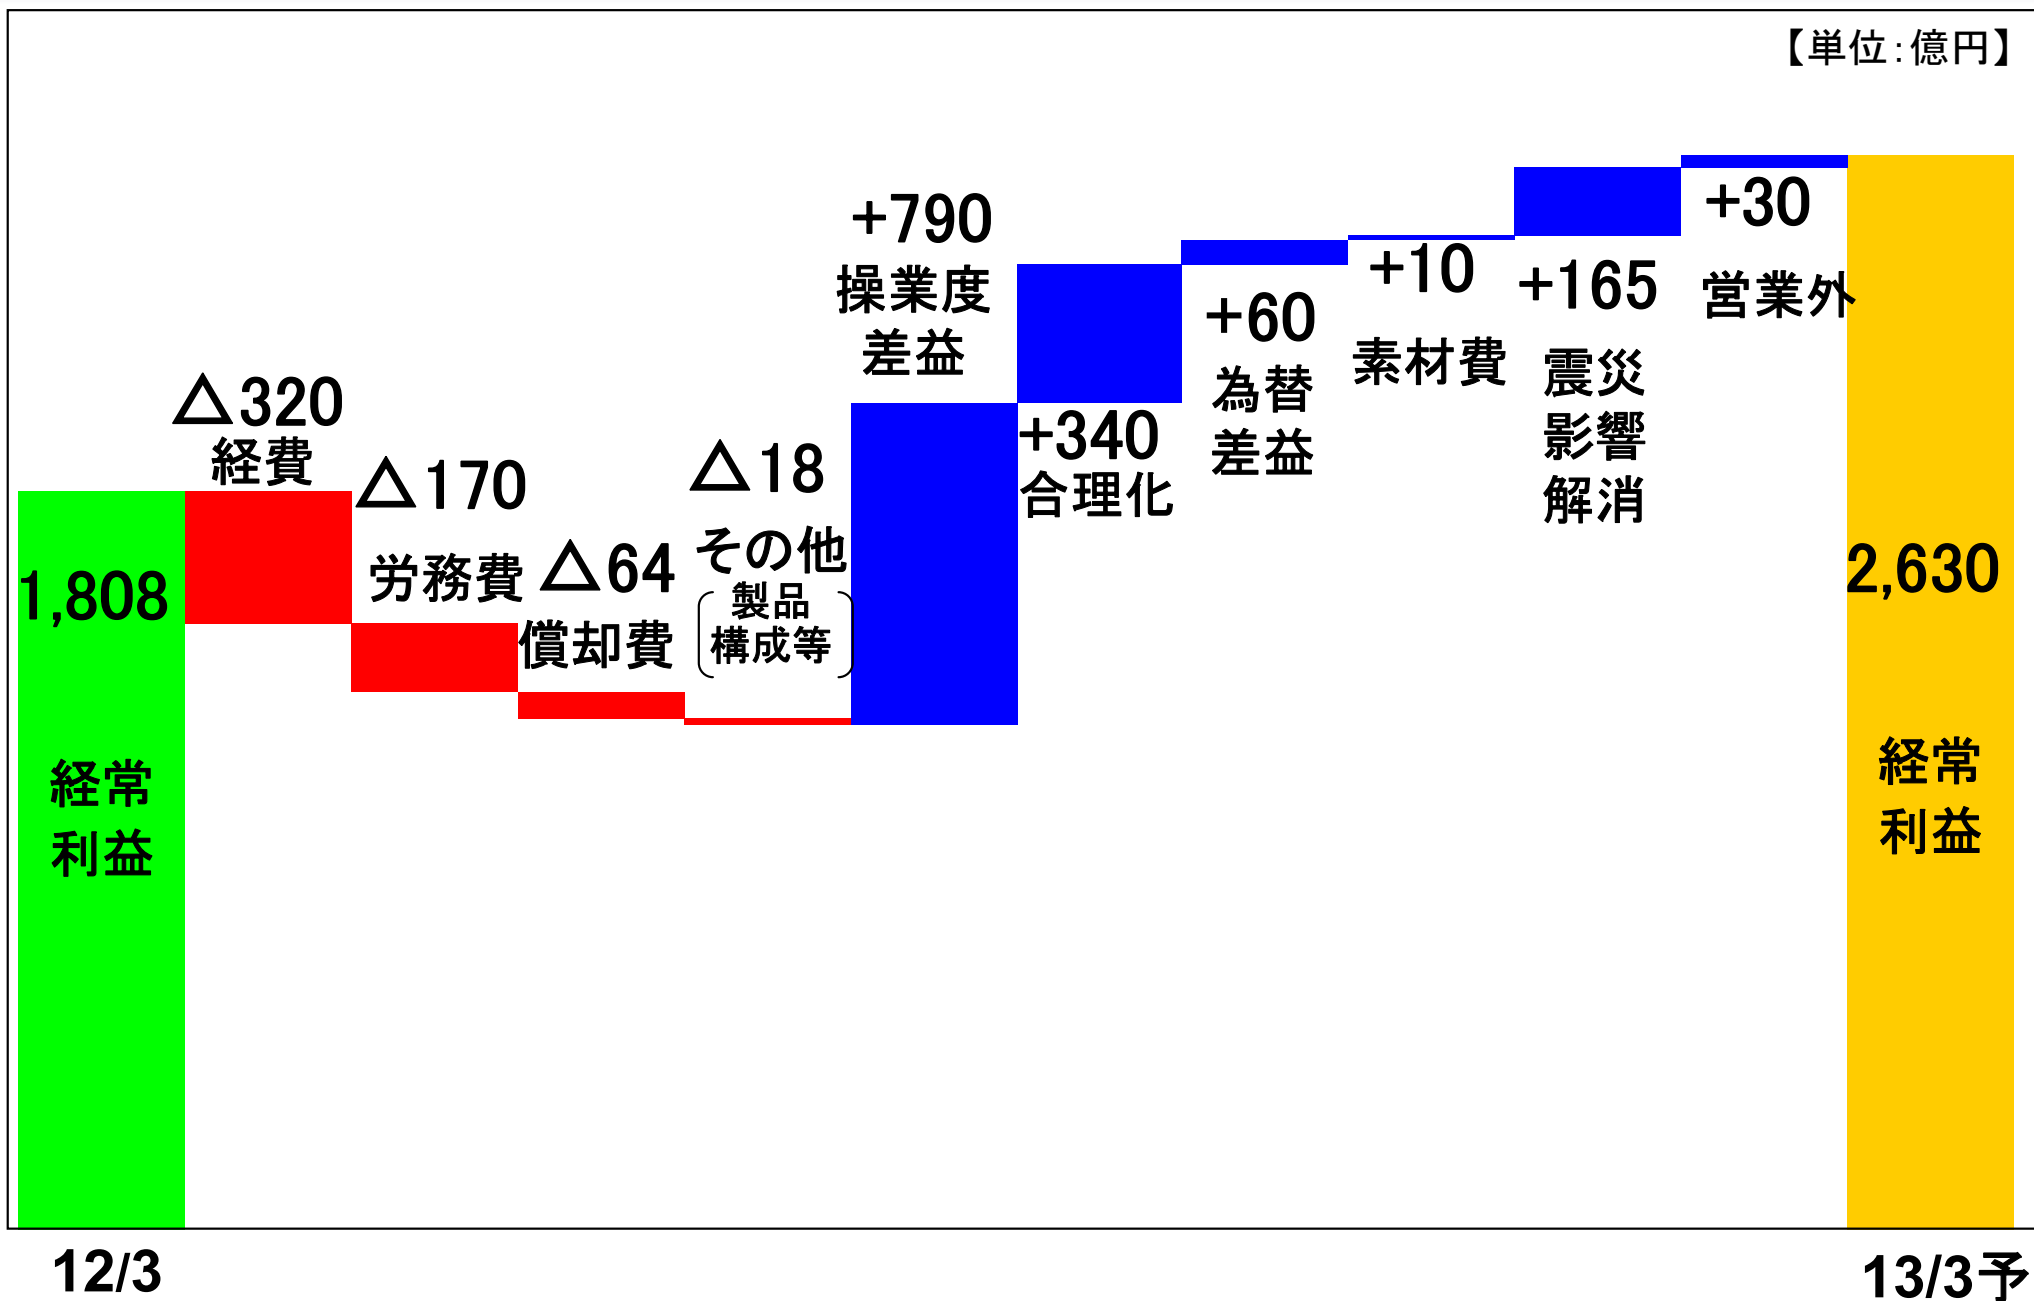 【単位:億円】
1,808
経常
利益
12/3
△320
経費
△170
労務費
△64
償却費
△18
その他
製品
構成等
+790
操業度
差益
+340
合理化
+60
為替
差益
+10
素材費
+165
震災
影響
解消
+30
営業外
2,630
経常
利益
13/3予